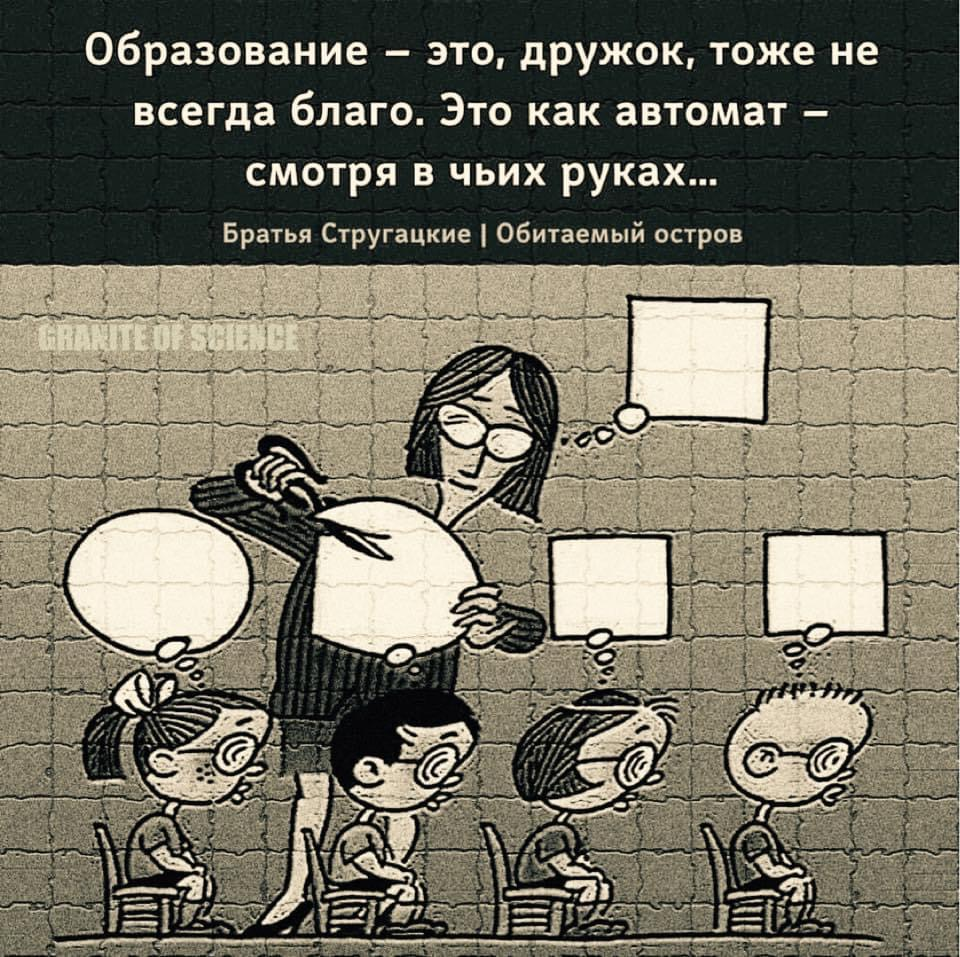 Образование – это, дружок, тоже не
всегда благо. Это как автомат –
смотря в чьих руках...
Братья Стругацкие | Обитаемый остров
GRANITE OF SCIENCE